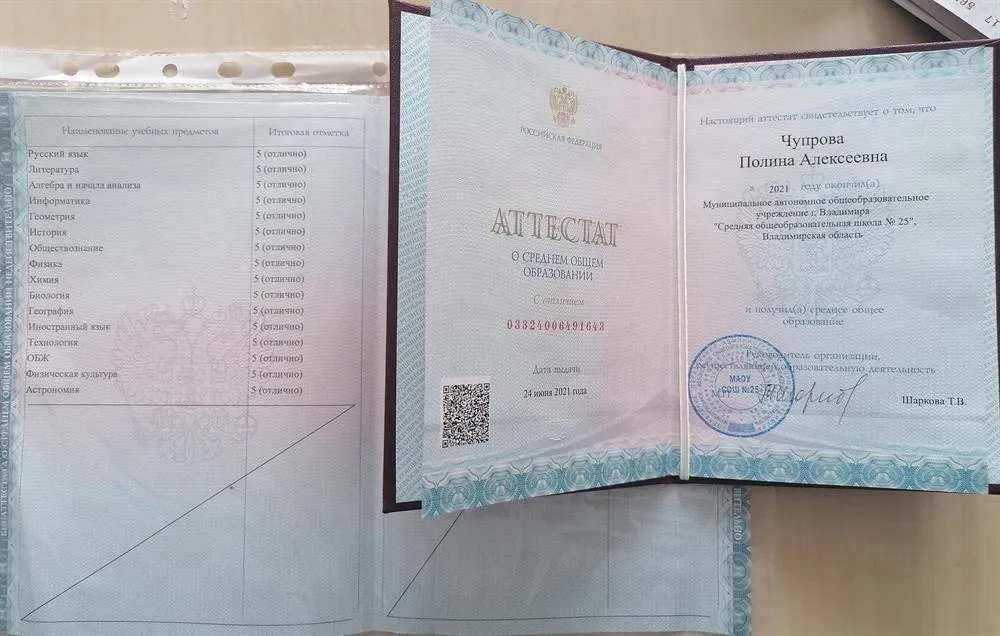 Наименование учебных предметов Итоговая отметка
Русский язык 5 (отлично)
Литература 5 (отлично)
Алгебра и начала анализа 5 (отлично)
Информатика 5 (отлично)
Геометрия 5 (отлично)
История 5 (отлично)
Обществознание 5 (отлично)
Физика 5 (отлично)
Химия 5 (отлично)
Биология 5 (отлично)
География 5 (отлично)
Иностранный язык 5 (отлично)
Технология 5 (отлично)
ОБЖ 5 (отлично)
Физическая культура 5 (отлично)
Астрономия 5 (отлично)
РОССИЙСКАЯ ФЕДЕРАЦИЯ
АТТЕСТАТ
О СРЕДНЕМ ОБЩЕМ
ОБРАЗОВАНИИ
С отличием
03324006491643
Дата выдачи
24 июня 2021 года
Настоящий аттестат свидетельствует о том, что
Чупрова
Полина Алексеевна
в 2021 году окончил(а)
Муниципальное автономное общеобразовательное
учреждение г. Владимира
"Средняя общеобразовательная школа № 25",
Владимирская область
и получил(а) среднее общее
образование
Руководитель организации,
осуществляющей образовательную деятельность
МАОУ
СОШ №25
М.П.
Шаркова Т.В.